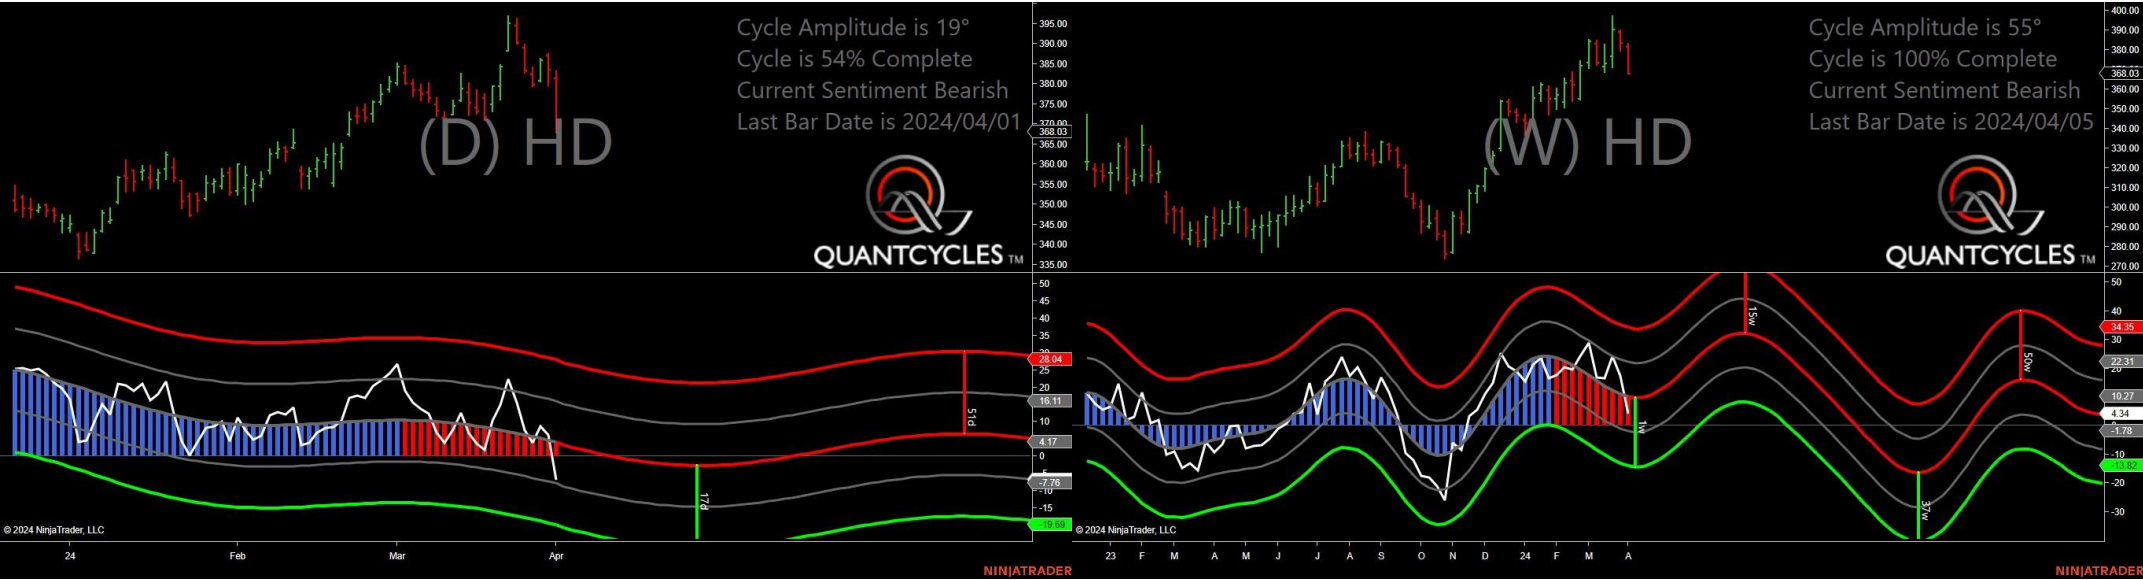 Cycle Amplitude is 19°
Cycle is 54% Complete
Current Sentiment Bearish
Last Bar Date is 2024/04/01
(D) HD
QUANTCYCLES TM
395.00
390.00
385.00
380.00
375.00
368.03
365.00
360.00
355.00
350.00
345.00
340.00
335.00
50
45
40
35
28.04
25
20
16.11
10
4.17
0
-7.76
-10
-15
-19.69
51d
17d
© 2024 NinjaTrader, LLC
24 Feb Mar Apr
NINJATRADER
Cycle Amplitude is 55°
Cycle is 100% Complete
Current Sentiment Bearish
Last Bar Date is 2024/04/05
(W) HD
QUANTCYCLES TM
400.00
390.00
380.00
368.03
360.00
350.00
340.00
330.00
320.00
310.00
300.00
290.00
280.00
270.00
50
40
34.35
22.31
20
10.27
4.34
-1.78
-10
-13.82
-20
-30
15w
50w
1w
37w
© 2024 NinjaTrader, LLC
23 F M A M J J A S O N D 24 F M A
NINJATRADER